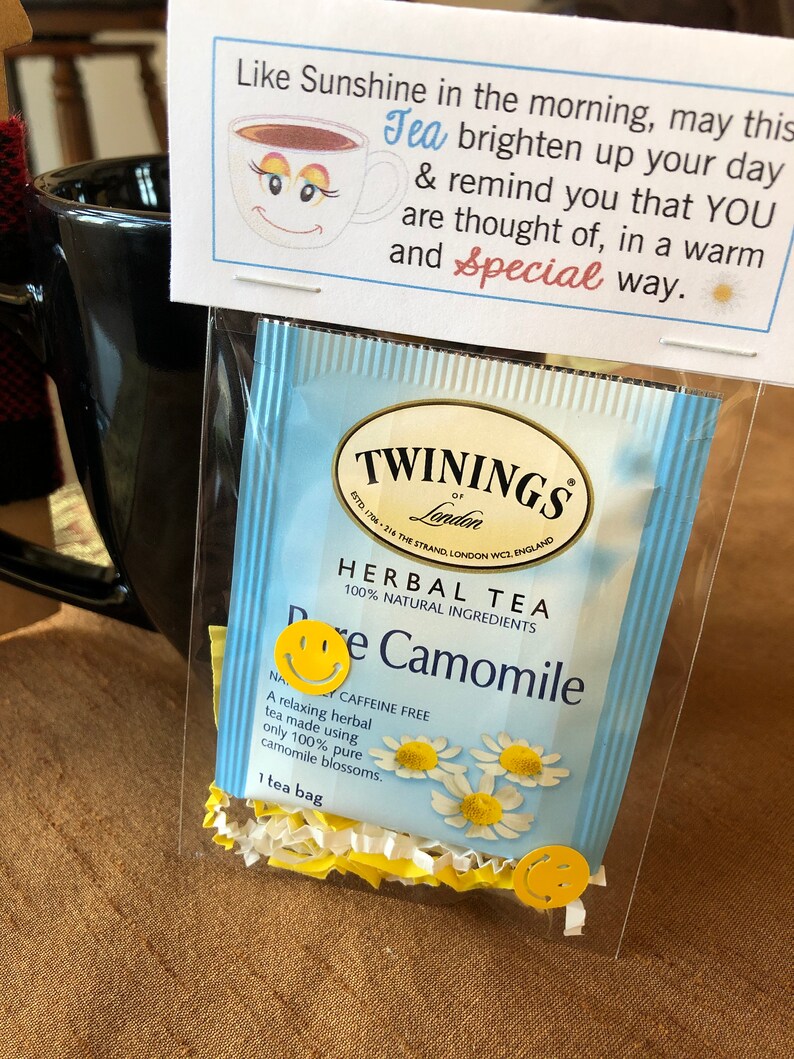 Like Sunshine in the morning, may this
Tea brighten up your day
& remind you that YOU
are thought of, in a warm
and Special way.
TWININGS®
OF
London
ESTD. 1706 • 216 THE STRAND, LONDON WC2, ENGLAND
HERBAL TEA
100% NATURAL INGREDIENTS
Camomile
CAFFEINE FREE
A relaxing herbal
tea made using
only 100% pure
camomile blossoms.
1 tea bag